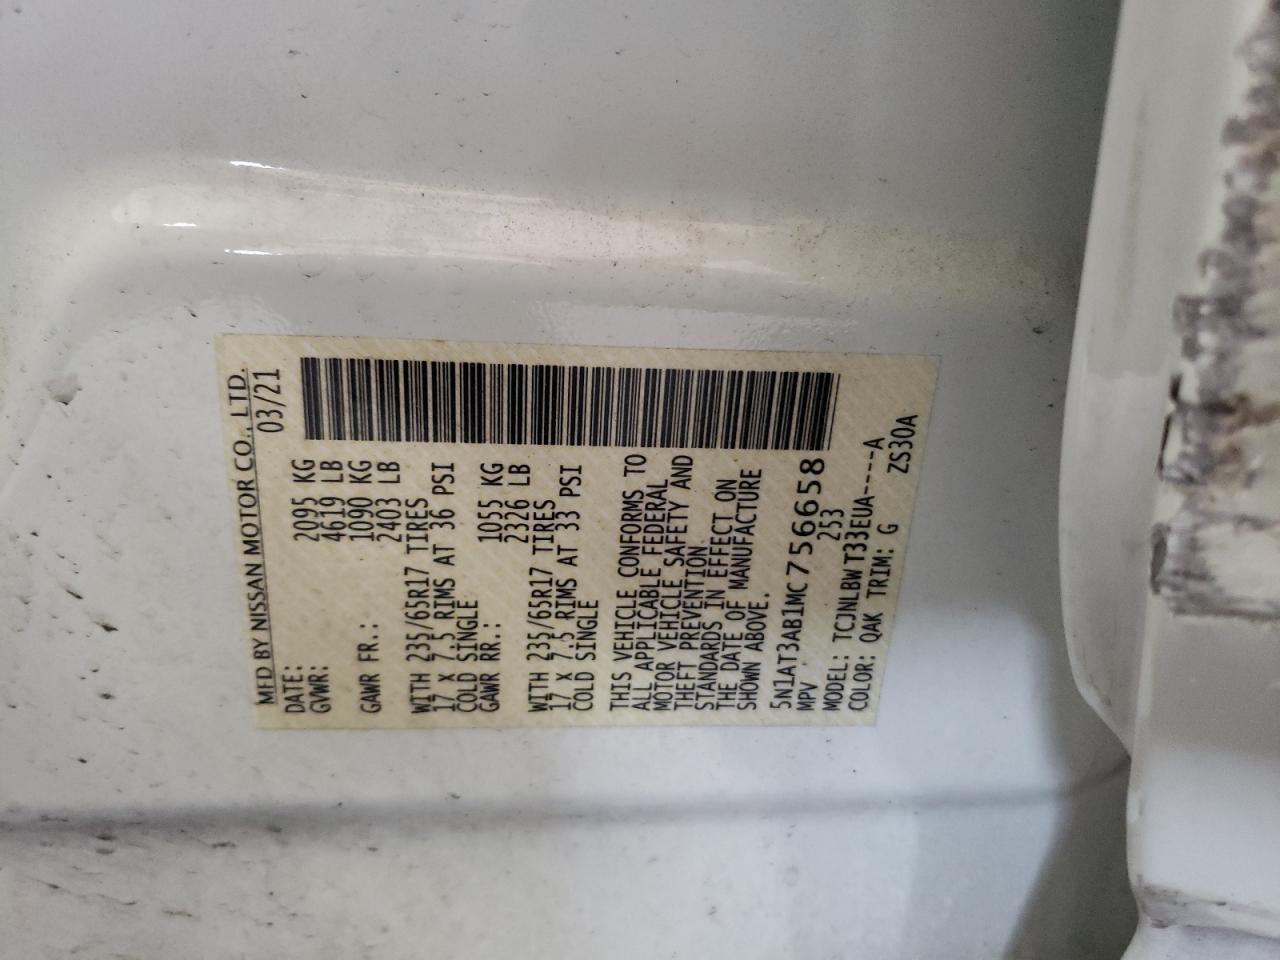 MFD BY NISSAN MOTOR CO., LTD.
DATE: 03/21
GVWR: 2095 KG
4619 LB
GAWR FR.: 1090 KG
2403 LB
WITH 235/65R17 TIRES
17 X 7.5 RIMS AT 36 PSI
COLD SINGLE
GAWR RR.: 1055 KG
2326 LB
WITH 235/65R17 TIRES
17 X 7.5 RIMS AT 33 PSI
COLD SINGLE
THIS VEHICLE CONFORMS TO
ALL APPLICABLE FEDERAL
MOTOR VEHICLE SAFETY AND
THEFT PREVENTION
STANDARDS IN EFFECT ON
THE DATE OF MANUFACTURE
SHOWN ABOVE.
5N1AT3AB1MC756658
MPV 253
MODEL: TCJNLBW T33EUA----A
COLOR: QAK TRIM: G ZS30A